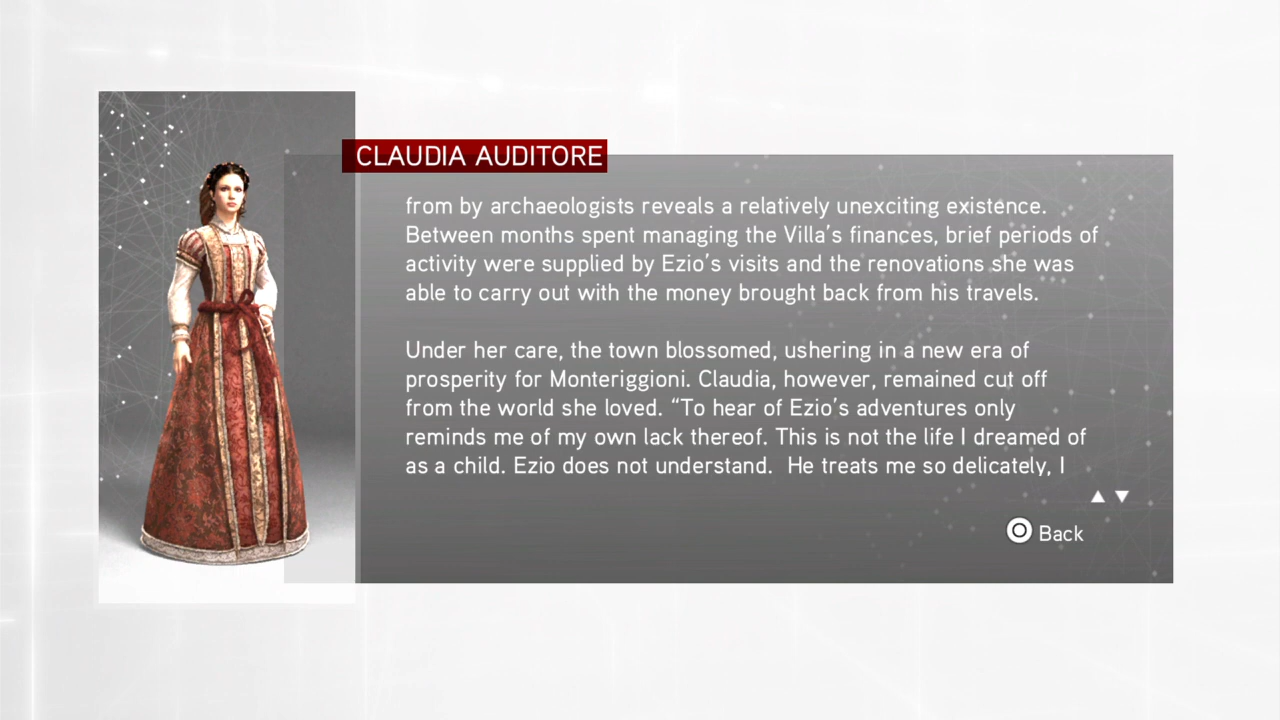 CLAUDIA AUDITORE
from by archaeologists reveals a relatively unexciting existence.
Between months spent managing the Villa’s finances, brief periods of
activity were supplied by Ezio’s visits and the renovations she was
able to carry out with the money brought back from his travels.
Under her care, the town blossomed, ushering in a new era of
prosperity for Monteriggioni. Claudia, however, remained cut off
from the world she loved. “To hear of Ezio’s adventures only
reminds me of my own lack thereof. This is not the life I dreamed of
as a child. Ezio does not understand.  He treats me so delicately, I
Back